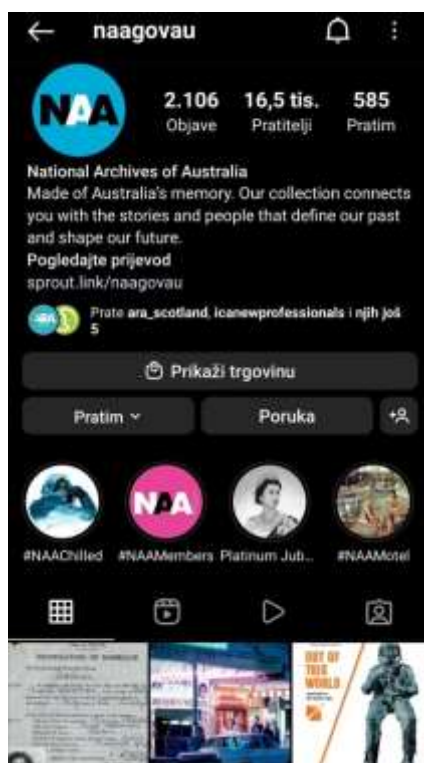 naagovau
NAA
2.106 16,5 tis. 585
Objave Pratitelji Pratim
National Archives of Australia
Made of Australia's memory. Our collection connects
you with the stories and people that define our past
and shape our future.
Pogledajte prijevod
sprout.link/naagovau
Prate ara_scotland, icanewprofessionals i njih još
5
Prikaži trgovinu
Pratim Poruka
NAA
#NAAChilled #NAAMembers Platinum Jub... #NAAMotel
OUT OF
THIS
WORLD